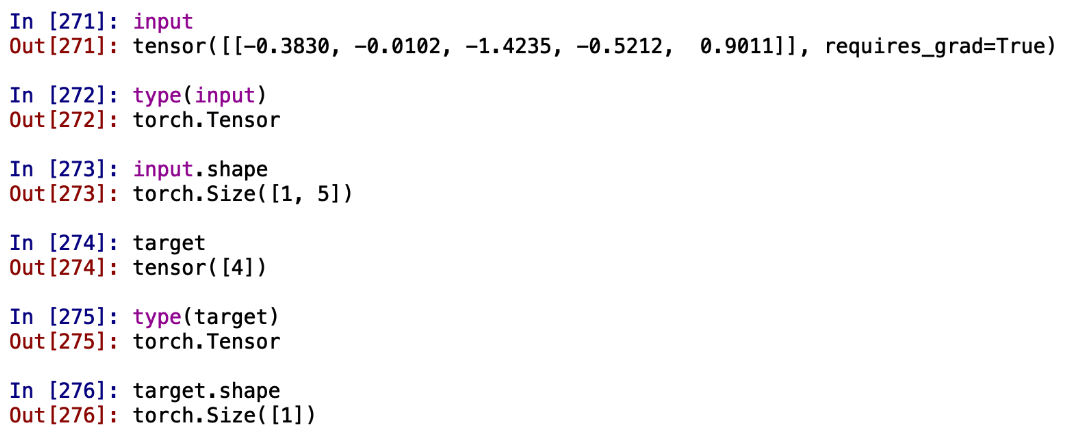 In [271]: input
Out[271]: tensor([[-0.3830, -0.0102, -1.4235, -0.5212,  0.9011]], requires_grad=True)
In [272]: type(input)
Out[272]: torch.Tensor
In [273]: input.shape
Out[273]: torch.Size([1, 5])
In [274]: target
Out[274]: tensor([4])
In [275]: type(target)
Out[275]: torch.Tensor
In [276]: target.shape
Out[276]: torch.Size([1])